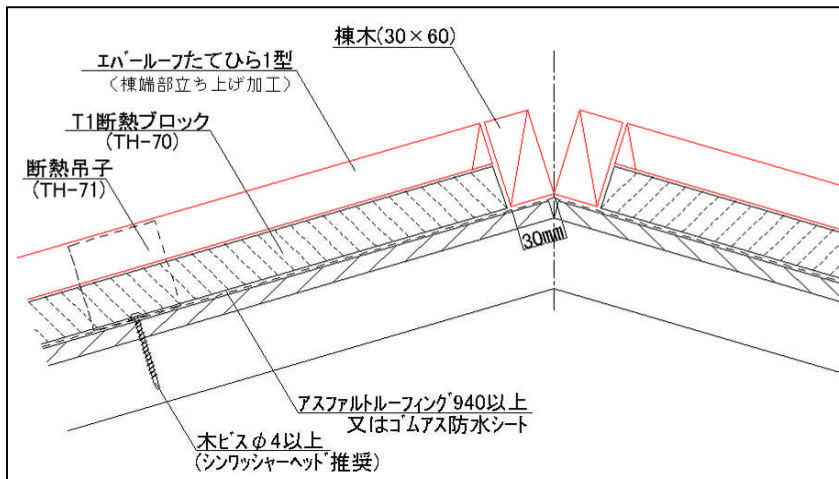 棟木(30×60)
エバールーフたてひら1型
(棟端部立ち上げ加工)
T1断熱ブロック
(TH-70)
断熱吊子
(TH-71)
30mm
アスファルトルーフィング940以上
又はゴムアス防水シート
木ビスφ4以上
(シンワッシャーヘッド推奨)